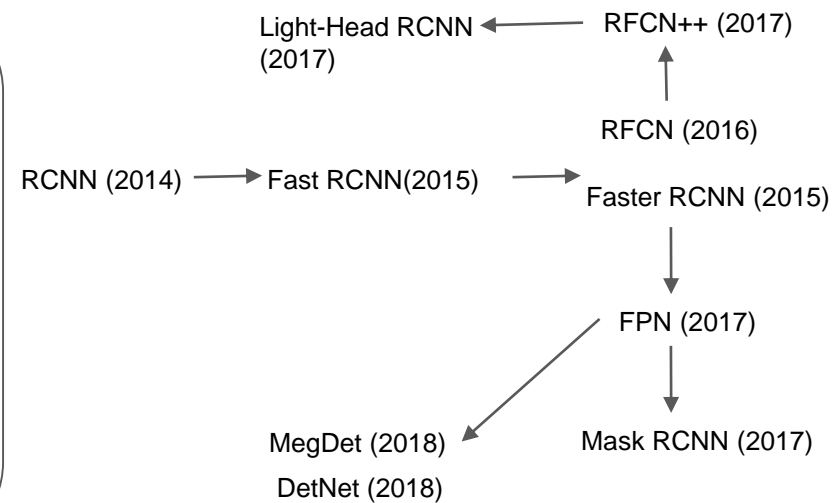 Light-Head RCNN
(2017)
RFCN++ (2017)
RFCN (2016)
RCNN (2014)
Fast RCNN(2015)
Faster RCNN (2015)
FPN (2017)
MegDet (2018)
DetNet (2018)
Mask RCNN (2017)